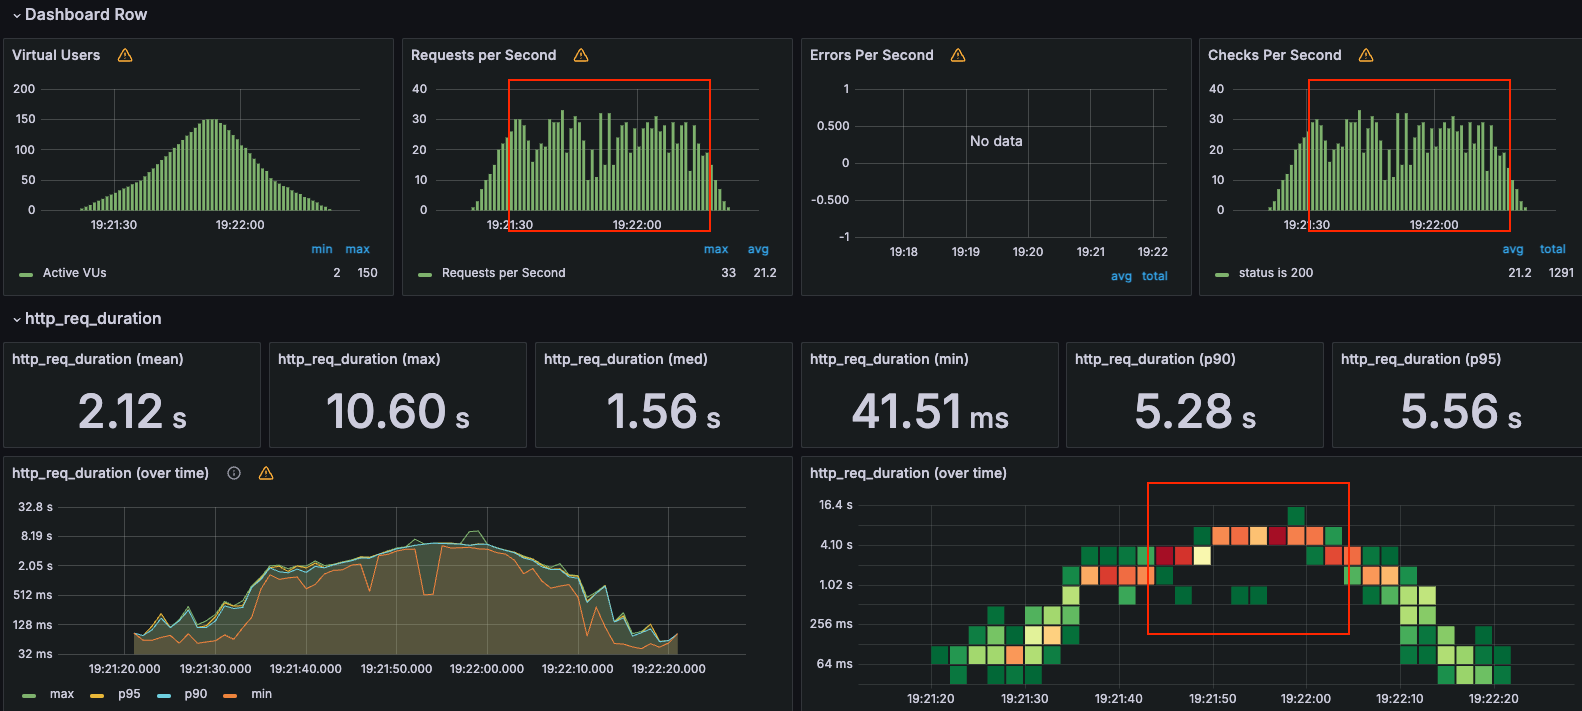 Dashboard Row
Virtual Users
200
150
100
50
0
19:21:30 19:22:00
min max
Active VUs 2 150
Requests per Second
40
30
20
10
0
19:21:30 19:22:00
max avg
Requests per Second 33 21.2
Errors Per Second
1
0.500
0
-0.500
-1
No data
19:18 19:19 19:20 19:21 19:22
avg total
Checks Per Second
40
30
20
10
0
19:21:30 19:22:00
avg total
status is 200 21.2 1291
http_req_duration
http_req_duration (mean)
2.12 s
http_req_duration (max)
10.60 s
http_req_duration (med)
1.56 s
http_req_duration (min)
41.51 ms
http_req_duration (p90)
5.28 s
http_req_duration (p95)
5.56 s
http_req_duration (over time)
32.8 s
8.19 s
2.05 s
512 ms
128 ms
32 ms
19:21:20.000 19:21:30.000 19:21:40.000 19:21:50.000 19:22:00.000 19:22:10.000 19:22:20.000
max p95 p90 min
http_req_duration (over time)
16.4 s
4.10 s
1.02 s
256 ms
64 ms
19:21:20 19:21:30 19:21:40 19:21:50 19:22:00 19:22:10 19:22:20